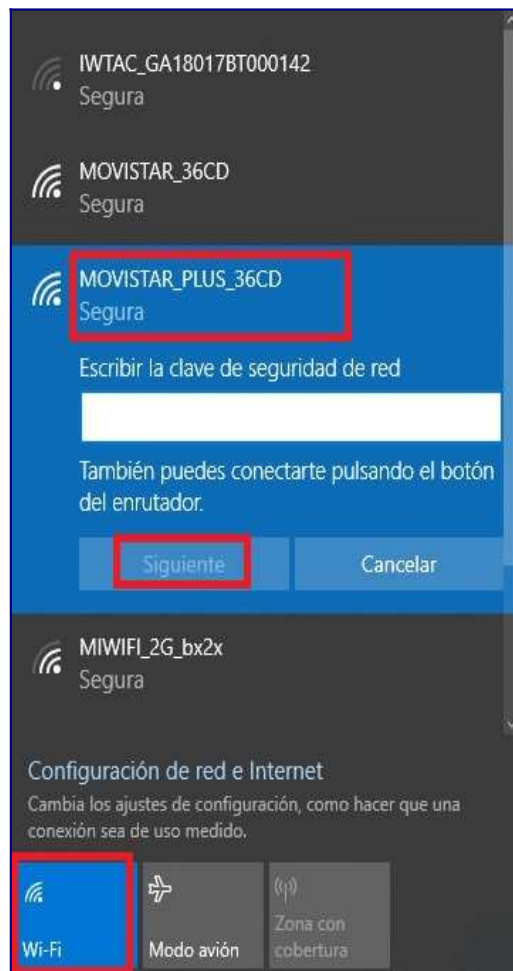 IWTAC_GA18017BT000142
Segura
MOVISTAR_36CD
Segura
MOVISTAR_PLUS_36CD
Segura
Escribir la clave de seguridad de red
También puedes conectarte pulsando el botón
del enrutador.
Siguiente
Cancelar
MIWIFI_2G_bx2x
Segura
Configuración de red e Internet
Cambia los ajustes de configuración, como hacer que una
conexión sea de uso medido.
Wi-Fi
Modo avión
Zona con
cobertura